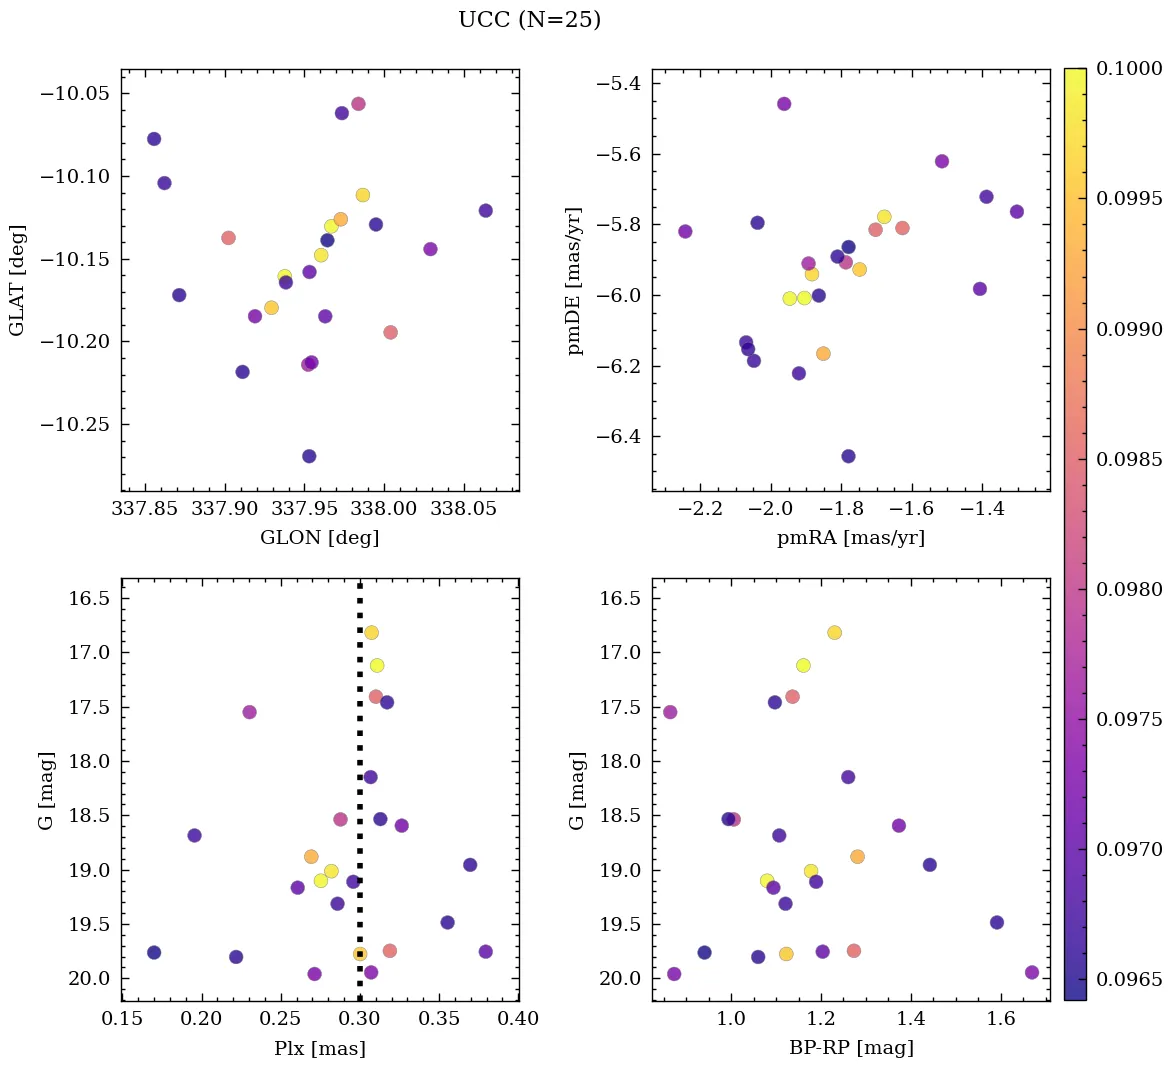 UCC (N=25)
−10.05
−10.10
−10.15
−10.20
−10.25
GLAT [deg]
337.85 337.90 337.95 338.00 338.05
GLON [deg]
−5.4
−5.6
−5.8
−6.0
−6.2
−6.4
pmDE [mas/yr]
−2.2 −2.0 −1.8 −1.6 −1.4
pmRA [mas/yr]
16.5
17.0
17.5
18.0
18.5
19.0
19.5
20.0
G [mag]
0.15 0.20 0.25 0.30 0.35 0.40
Plx [mas]
16.5
17.0
17.5
18.0
18.5
19.0
19.5
20.0
G [mag]
1.0 1.2 1.4 1.6
BP-RP [mag]
0.1000
0.0995
0.0990
0.0985
0.0980
0.0975
0.0970
0.0965